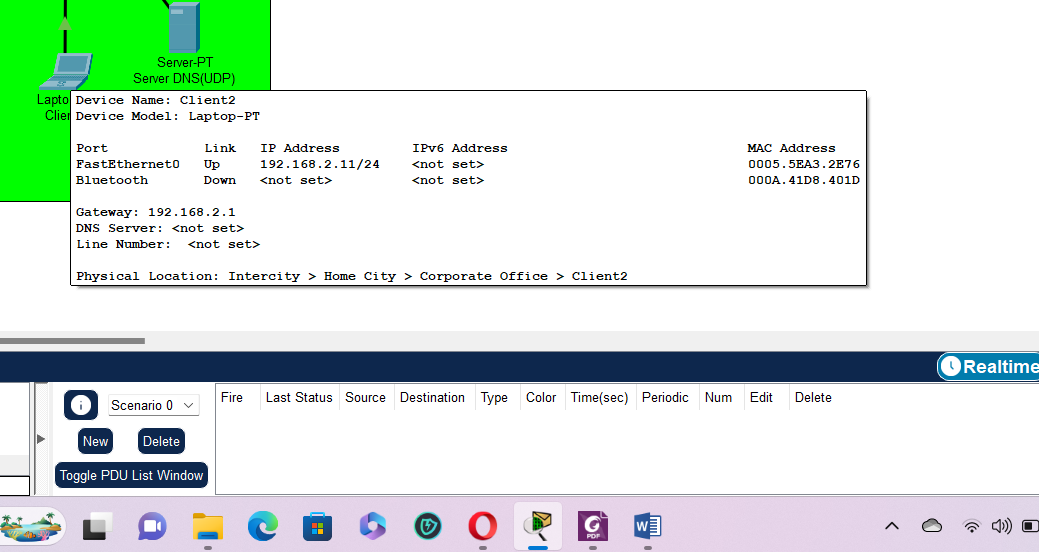 Server-PT
Server DNS(UDP)
Lapto
Clier
Device Name: Client2
Device Model: Laptop-PT
Port Link IP Address IPv6 Address MAC Address
FastEthernet0 Up 192.168.2.11/24 <not set> 0005.5EA3.2E76
Bluetooth Down <not set> <not set> 000A.41D8.401D
Gateway: 192.168.2.1
DNS Server: <not set>
Line Number: <not set>
Physical Location: Intercity > Home City > Corporate Office > Client2
Realtime
Scenario 0
New Delete
Toggle PDU List Window
Fire Last Status Source Destination Type Color Time(sec) Periodic Num Edit Delete
PDF